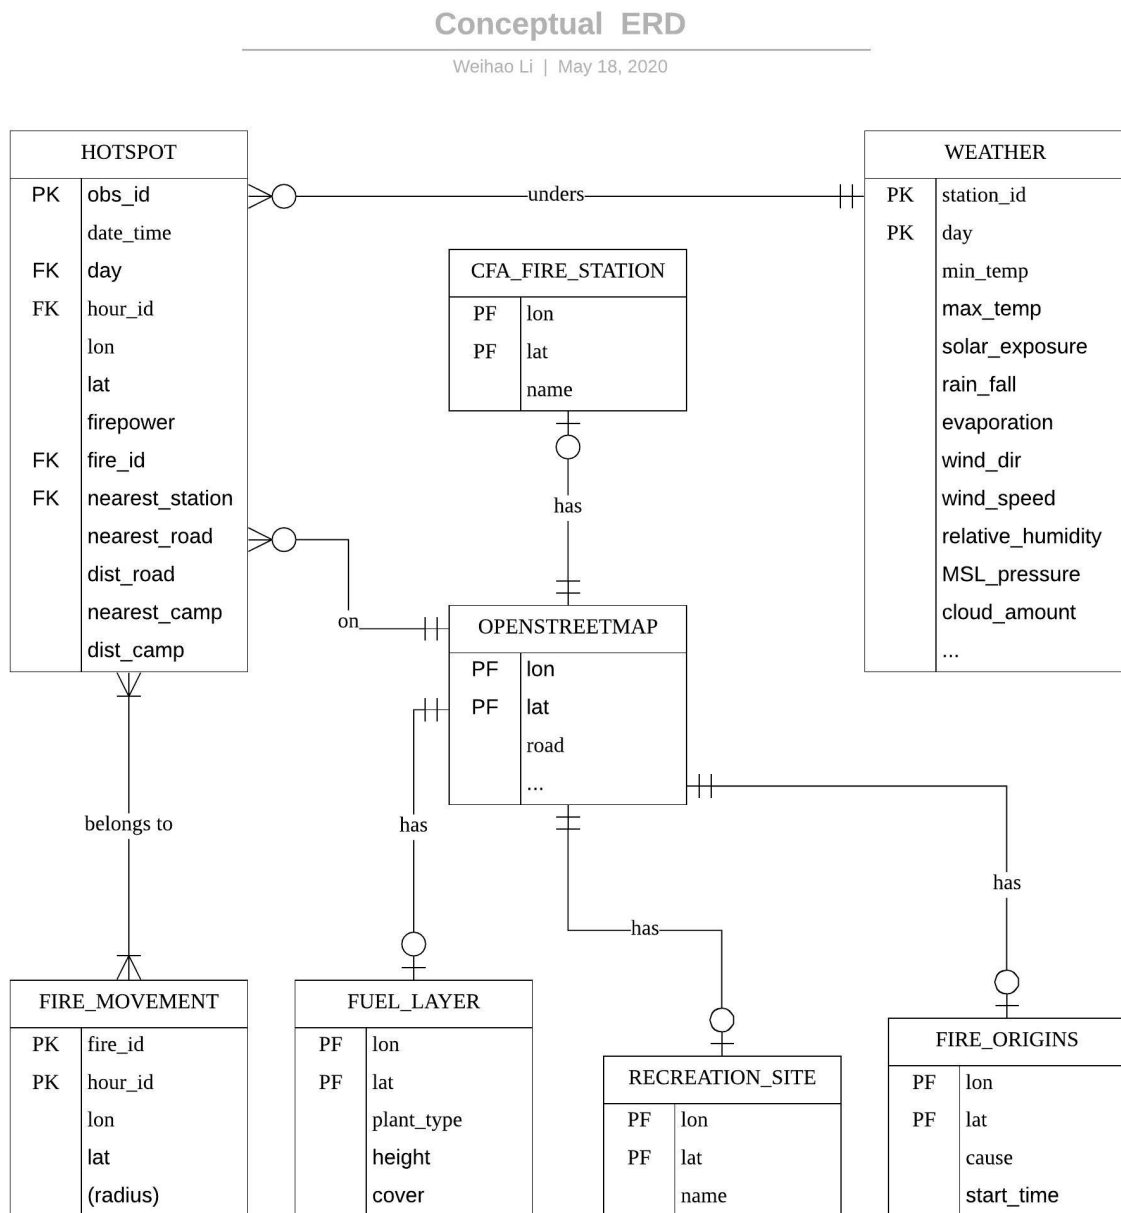 Conceptual ERD
Weihao Li | May 18, 2020
HOTSPOT
PK obs_id
date_time
FK day
FK hour_id
lon
lat
firepower
FK fire_id
FK nearest_station
nearest_road
dist_road
nearest_camp
dist_camp
unders
WEATHER
PK station_id
PK day
min_temp
max_temp
solar_exposure
rain_fall
evaporation
wind_dir
wind_speed
relative_humidity
MSL_pressure
cloud_amount
...
CFA_FIRE_STATION
PF lon
PF lat
name
has
on
OPENSTREETMAP
PF lon
PF lat
road
...
belongs to
has
has
has
FIRE_MOVEMENT
PK fire_id
PK hour_id
lon
lat
(radius)
FUEL_LAYER
PF lon
PF lat
plant_type
height
cover
RECREATION_SITE
PF lon
PF lat
name
FIRE_ORIGINS
PF lon
PF lat
cause
start_time